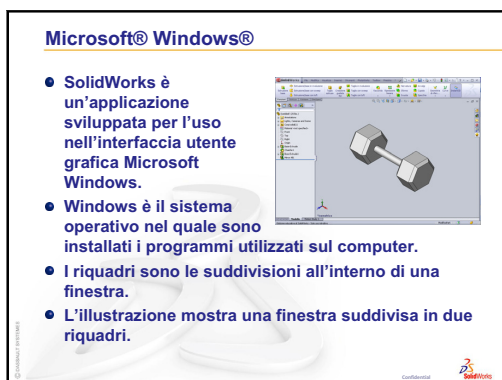 Microsoft® Windows®
SolidWorks è
un’applicazione
sviluppata per l’uso
nell’interfaccia utente
grafica Microsoft
Windows.
Windows è il sistema
operativo nel quale sono
installati i programmi utilizzati sul computer.
I riquadri sono le suddivisioni all’interno di una
finestra.
L’illustrazione mostra una finestra suddivisa in due
riquadri.
© DASSAULT SYSTEMES
Confidential
SolidWorks